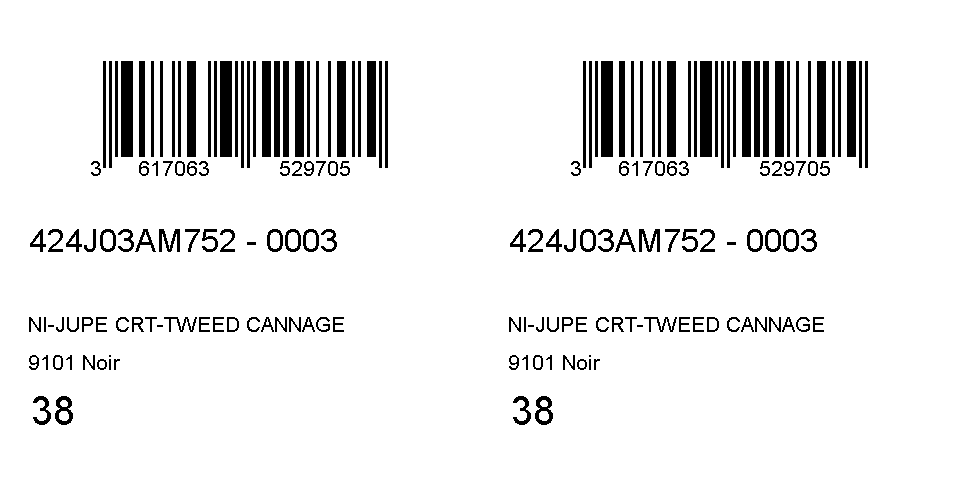 3 617063 529705
424J03AM752 - 0003
NI-JUPE CRT-TWEED CANNAGE
9101 Noir
38
3 617063 529705
424J03AM752 - 0003
NI-JUPE CRT-TWEED CANNAGE
9101 Noir
38